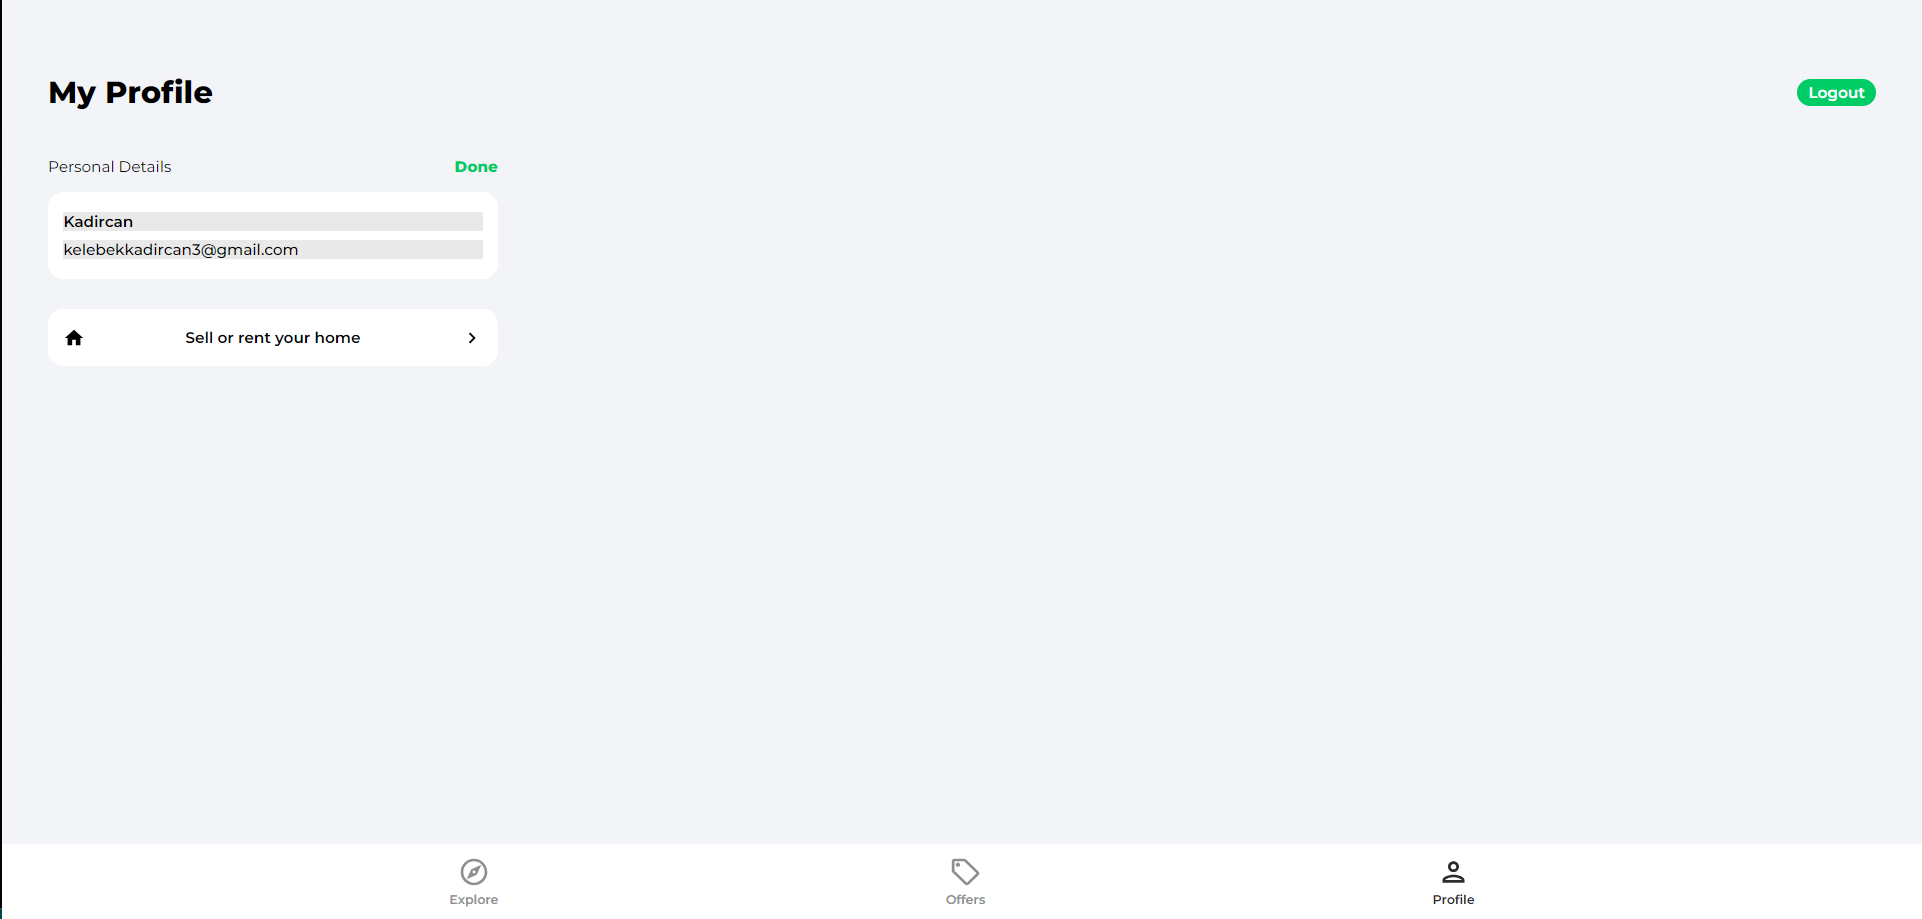 My Profile
Logout
Personal Details
Done
Kadircan
kelebekkadircan3@gmail.com
Sell or rent your home
Explore
Offers
Profile